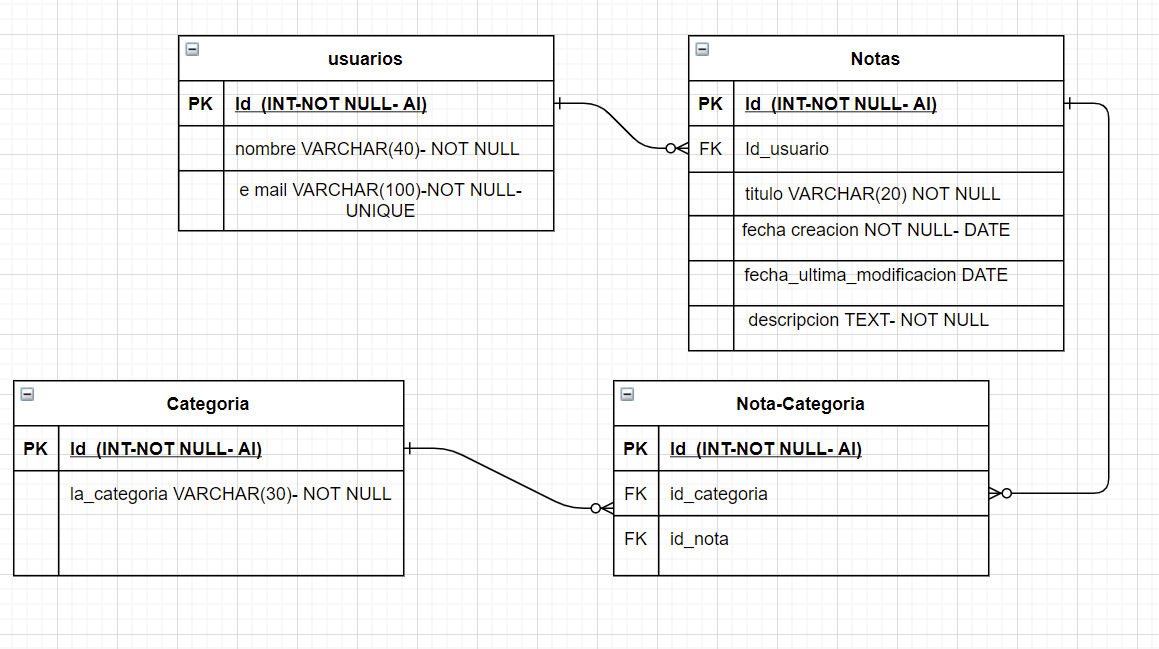 usuarios
PK Id (INT-NOT NULL- AI)
nombre VARCHAR(40)- NOT NULL
e mail VARCHAR(100)-NOT NULL-
UNIQUE
Notas
PK Id (INT-NOT NULL- AI)
FK Id_usuario
titulo VARCHAR(20) NOT NULL
fecha creacion NOT NULL- DATE
fecha_ultima_modificacion DATE
descripcion TEXT- NOT NULL
Categoria
PK Id (INT-NOT NULL- AI)
la_categoria VARCHAR(30)- NOT NULL
Nota-Categoria
PK Id (INT-NOT NULL- AI)
FK id_categoria
FK id_nota